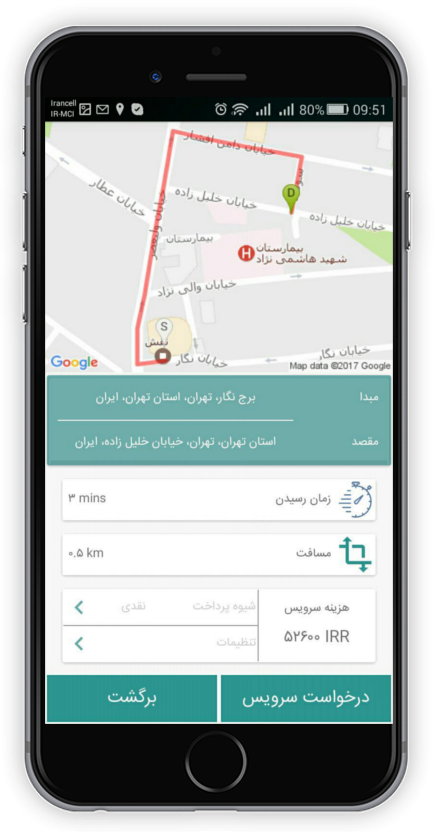 Irancell
IR-MCI
80% 09:51
خیابان دامن افشار
خیابان عطار
خیابان خلیل زاده
D
خیابان خلیل زاده
خیابان ولیعصر
بیمارستان
H
بیمارستان
شهید هاشمی نژاد
خیابان والی نژاد
S
خیابان نگار
خیابان نگار
Google
Map data ©2017 Google
مبدا برج نگار، تهران، استان تهران، ایران
مقصد استان تهران، تهران، خیابان خلیل زاده، ایران
زمان رسیدن ۳ mins
مسافت ۰.۵ km
هزینه سرویس
۵۲۶۰۰ IRR
شیوه پرداخت نقدی
تنظیمات
درخواست سرویس
برگشت